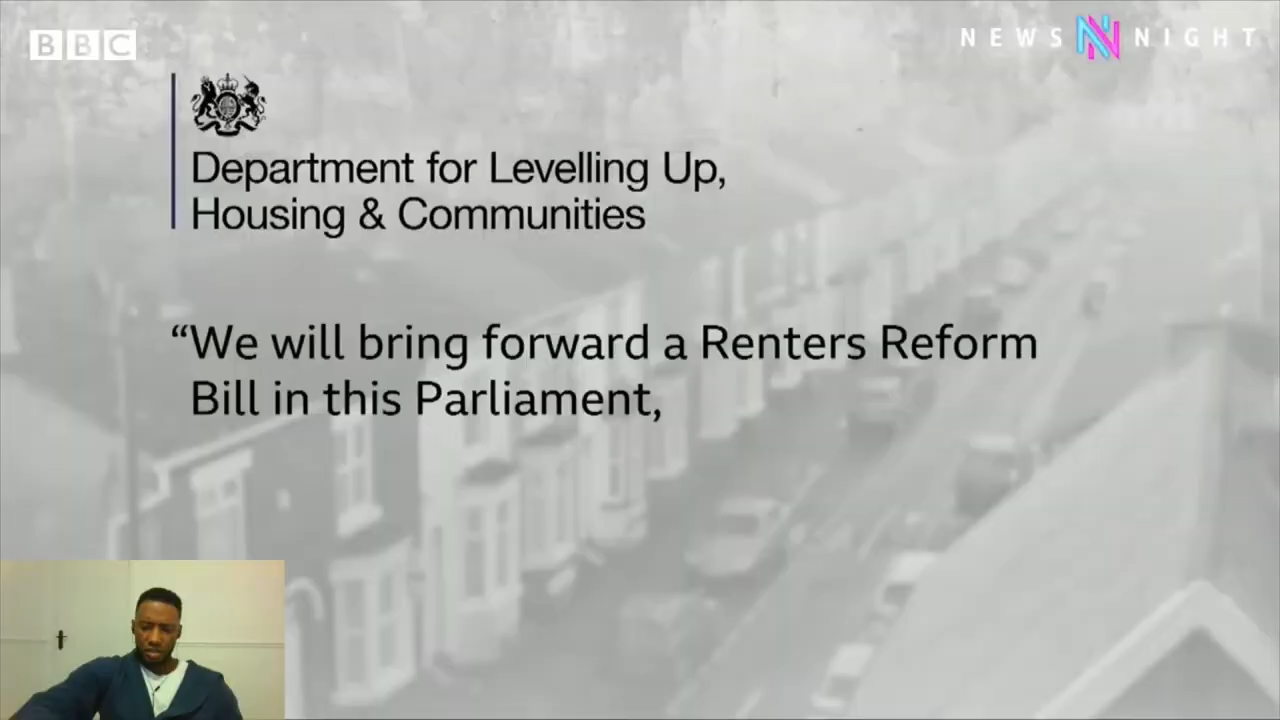 BBC
NEWS N NIGHT
Department for Levelling Up,
Housing & Communities
“We will bring forward a Renters Reform
Bill in this Parliament,